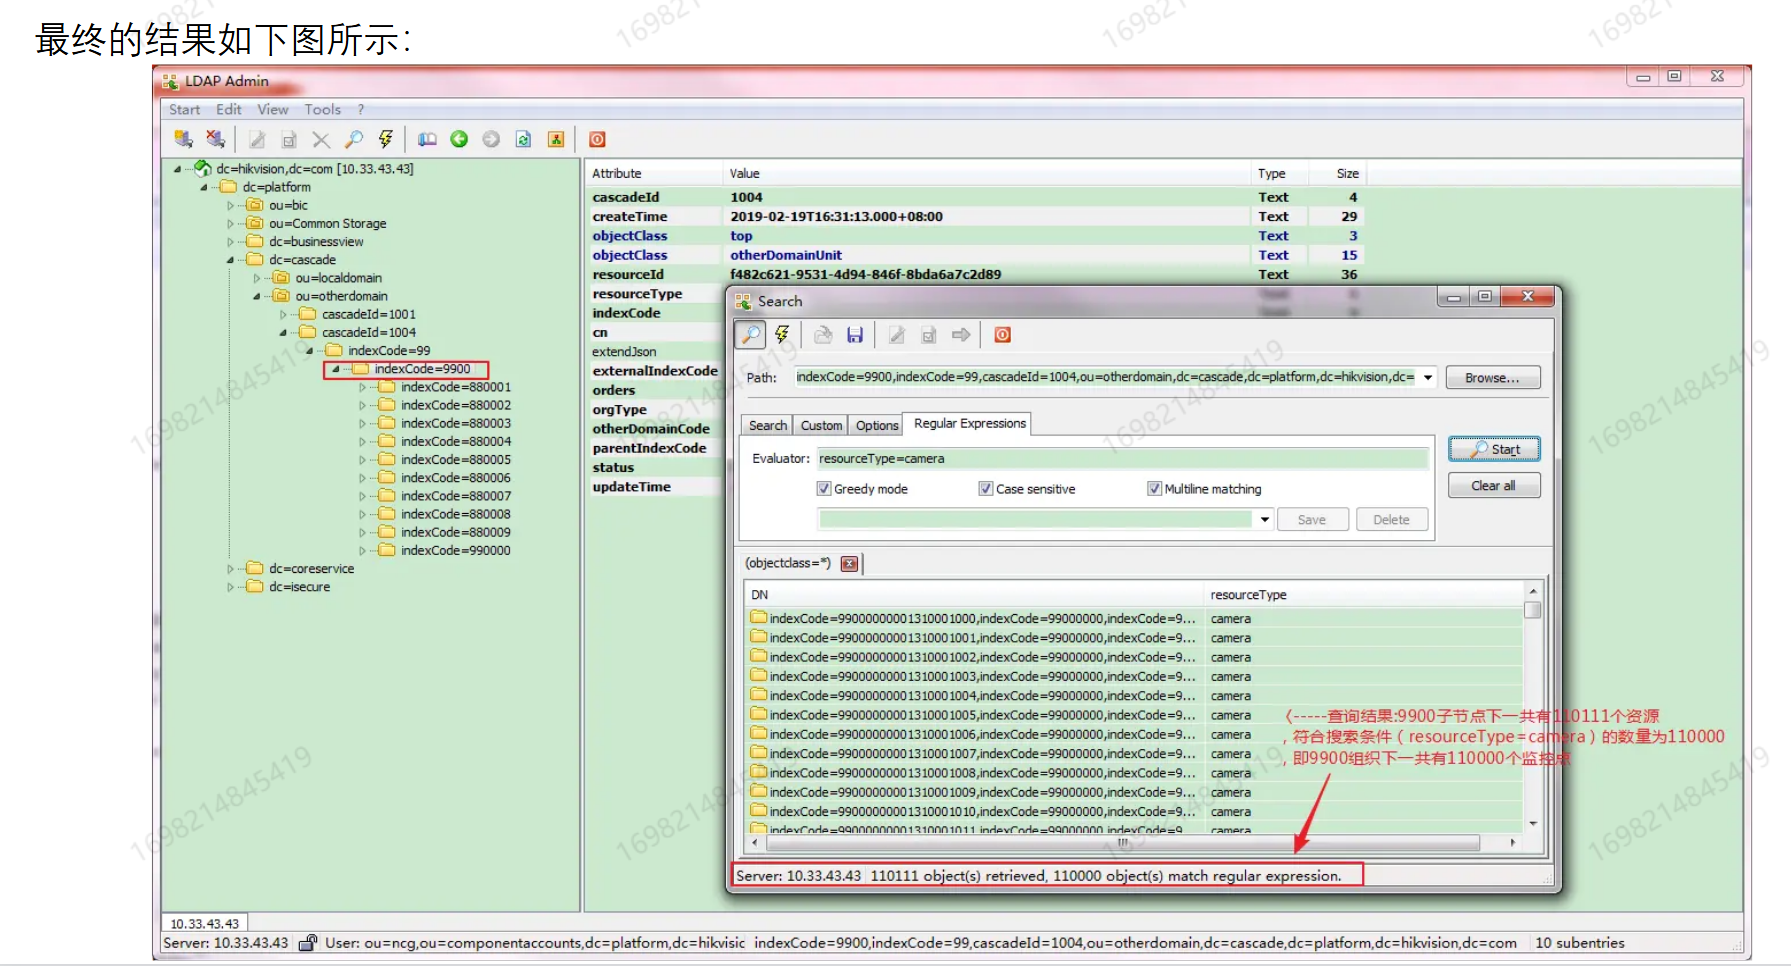 最终的结果如下图所示：
LDAP Admin
Start Edit View Tools ?
dc=hikvision,dc=com [10.33.43.43]
dc=platform
ou=bic
ou=Common Storage
dc=businessview
dc=cascade
ou=localdomain
ou=otherdomain
cascadeId=1001
cascadeId=1004
indexCode=99
indexCode=9900
indexCode=880001
indexCode=880002
indexCode=880003
indexCode=880004
indexCode=880005
indexCode=880006
indexCode=880007
indexCode=880008
indexCode=880009
indexCode=990000
dc=coreservice
dc=isecure
Attribute Value Type Size
cascadeId 1004 Text 4
createTime 2019-02-19T16:31:13.000+08:00 Text 29
objectClass top Text 3
objectClass otherDomainUnit Text 15
resourceId f482c621-9531-4d94-846f-8bda6a7c2d89 Text 36
resourceType
indexCode
cn
extendJson
externalIndexCode
orders
orgType
otherDomainCode
parentIndexCode
status
updateTime
Search
Path: indexCode=9900,indexCode=99,cascadeId=1004,ou=otherdomain,dc=cascade,dc=platform,dc=hikvision,dc= Browse...
Search Custom Options Regular Expressions
Evaluator: resourceType=camera
Start
Greedy mode Case sensitive Multiline matching
Clear all
Save Delete
(objectclass=*)
DN resourceType
indexCode=99000000001310001000,indexCode=99000000,indexCode=9... camera
indexCode=99000000001310001001,indexCode=99000000,indexCode=9... camera
indexCode=99000000001310001002,indexCode=99000000,indexCode=9... camera
indexCode=99000000001310001003,indexCode=99000000,indexCode=9... camera
indexCode=99000000001310001004,indexCode=99000000,indexCode=9... camera
indexCode=99000000001310001005,indexCode=99000000,indexCode=9... camera
indexCode=99000000001310001006,indexCode=99000000,indexCode=9... camera
indexCode=99000000001310001007,indexCode=99000000,indexCode=9... camera
indexCode=99000000001310001008,indexCode=99000000,indexCode=9... camera
indexCode=99000000001310001009,indexCode=99000000,indexCode=9... camera
indexCode=99000000001310001010,indexCode=99000000,indexCode=9... camera
indexCode=99000000001310001011,indexCode=99000000,indexCode=9 camera
〈-----查询结果:9900子节点下一共有110111个资源
，符合搜索条件（resourceType=camera）的数量为110000
，即9900组织下一共有110000个监控点
Server: 10.33.43.43 110111 object(s) retrieved, 110000 object(s) match regular expression.
10.33.43.43
Server: 10.33.43.43 User: ou=ncg,ou=componentaccounts,dc=platform,dc=hikvisic indexCode=9900,indexCode=99,cascadeId=1004,ou=otherdomain,dc=cascade,dc=platform,dc=hikvision,dc=com 10 subentries
1698214845419
1698214845419
1698214845419
1698214845419
1698214845419
1698214845419
1698214845419
1698214845419